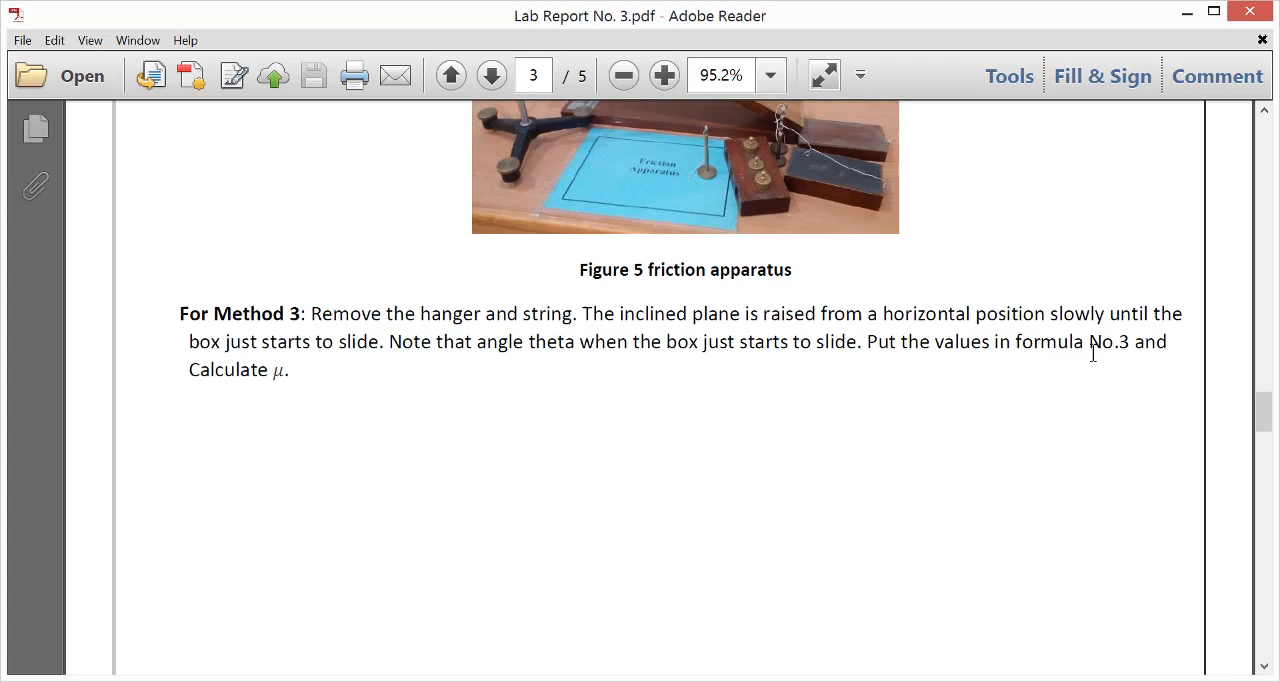 Lab Report No. 3.pdf - Adobe Reader
File Edit View Window Help
Open 3 / 5 95.2% Tools Fill & Sign Comment
Friction
Apparatus
Figure 5 friction apparatus
For Method 3: Remove the hanger and string. The inclined plane is raised from a horizontal position slowly until the
box just starts to slide. Note that angle theta when the box just starts to slide. Put the values in formula No.3 and
Calculate μ.